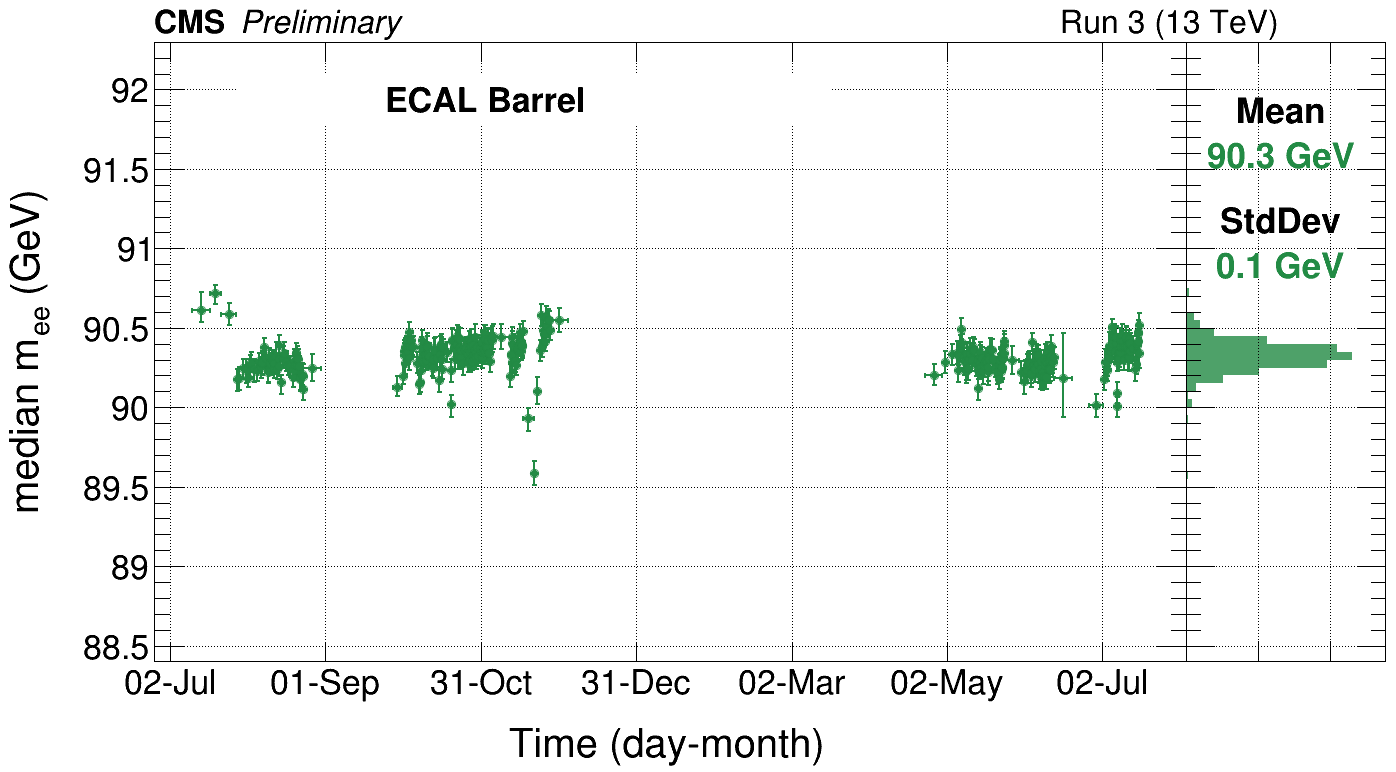 CMS Preliminary Run 3 (13 TeV)
ECAL Barrel
Mean
90.3 GeV
StdDev
0.1 GeV
median mee (GeV)
92
91.5
91
90.5
90
89.5
89
88.5
02-Jul 01-Sep 31-Oct 31-Dec 02-Mar 02-May 02-Jul
Time (day-month)